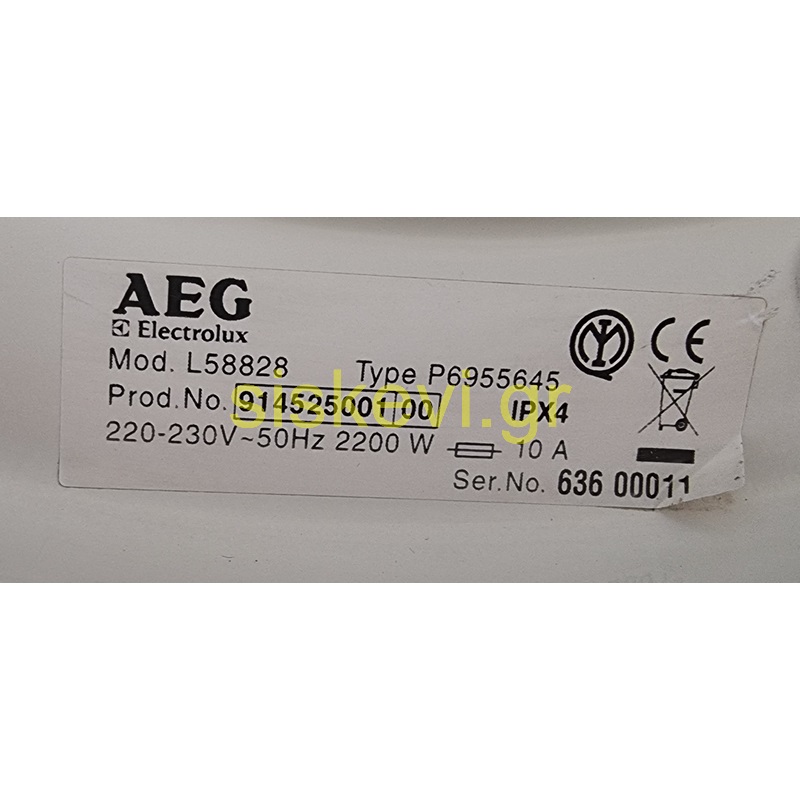 AEG
Electrolux
Mod. L58828 Type P6955645
Prod.No. 914525001 00 IPX4
220-230V~50Hz 2200 W 10 A
Ser.No. 636 00011
siskevi.gr